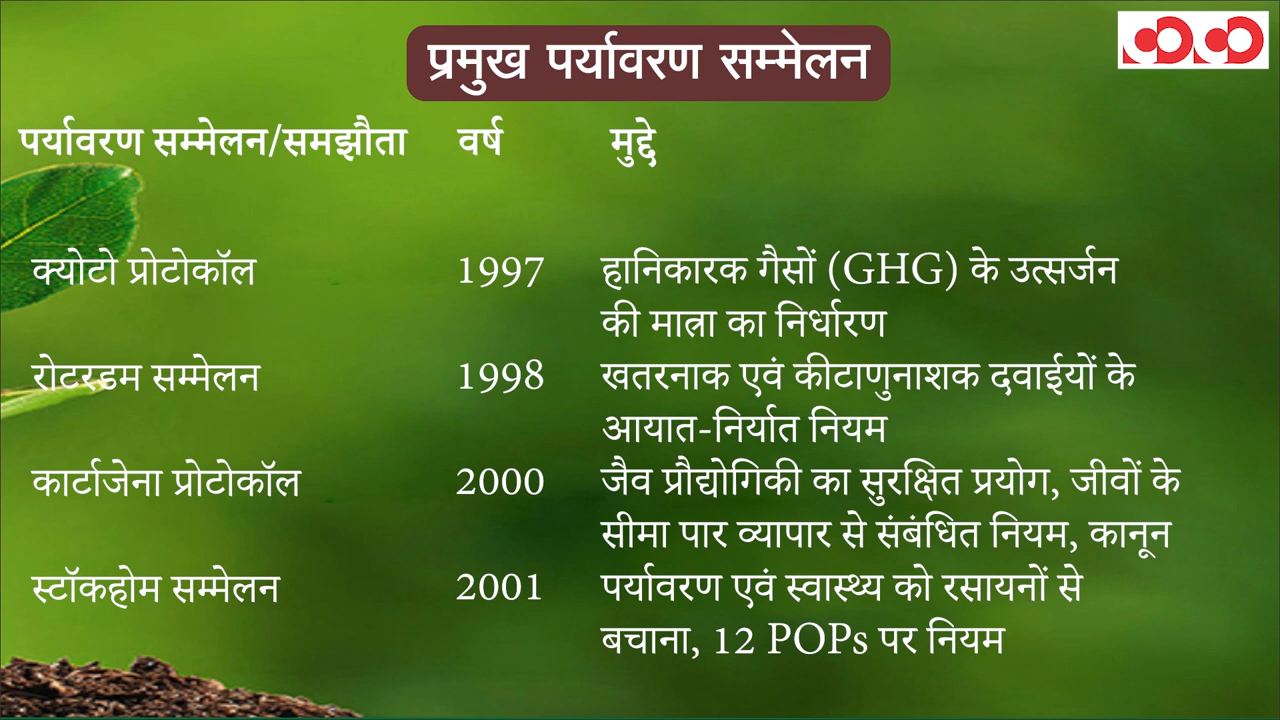 प्रमुख पर्यावरण सम्मेलन
पर्यावरण सम्मेलन/समझौता वर्ष मुद्दे
क्योटो प्रोटोकॉल 1997 हानिकारक गैसों (GHG) के उत्सर्जन
की मात्रा का निर्धारण
रोटरडम सम्मेलन 1998 खतरनाक एवं कीटाणुनाशक दवाईयों के
आयात-निर्यात नियम
कार्टाजेना प्रोटोकॉल 2000 जैव प्रौद्योगिकी का सुरक्षित प्रयोग, जीवों के
सीमा पार व्यापार से संबंधित नियम, कानून
स्टॉकहोम सम्मेलन 2001 पर्यावरण एवं स्वास्थ्य को रसायनों से
बचाना, 12 POPs पर नियम